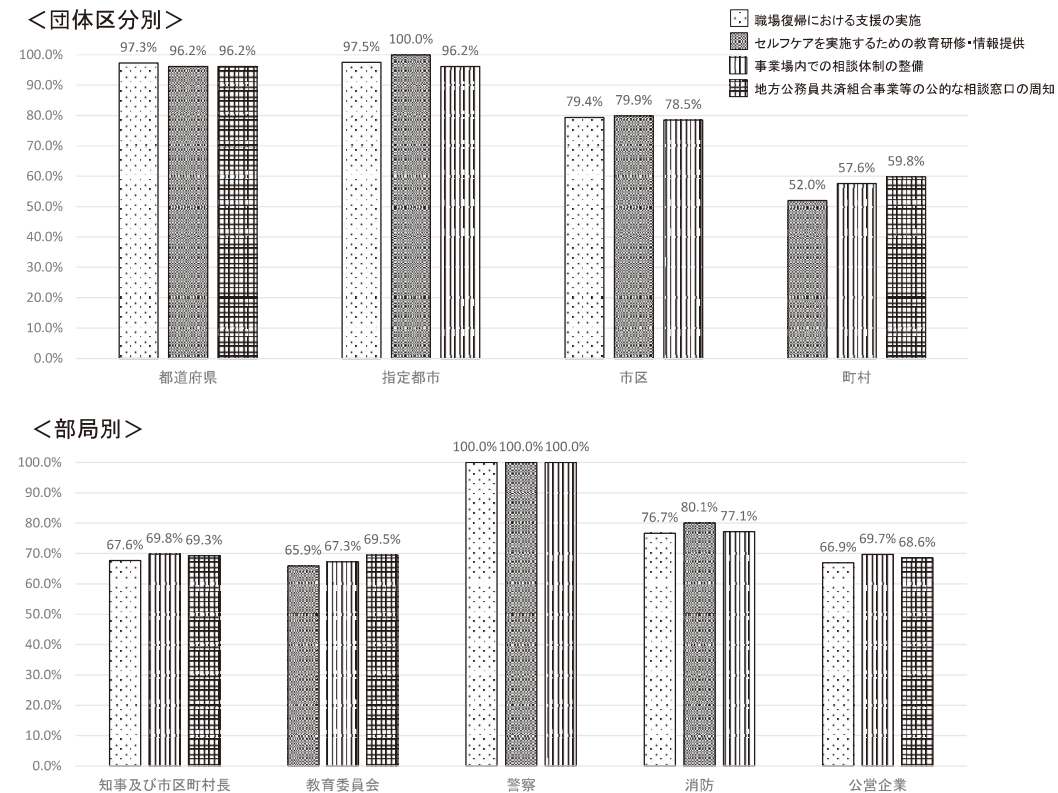 ＜団体区分別＞
職場復帰における支援の実施
セルフケアを実施するための教育研修・情報提供
事業場内での相談体制の整備
地方公務員共済組合事業等の公的な相談窓口の周知
97.3% 96.2% 96.2% 97.5% 100.0% 96.2% 79.4% 79.9% 78.5% 52.0% 57.6% 59.8%
100.0%
90.0%
80.0%
70.0%
60.0%
50.0%
40.0%
30.0%
20.0%
10.0%
0.0%
都道府県 指定都市 市区 町村
＜部局別＞
67.6% 69.8% 69.3% 65.9% 67.3% 69.5% 100.0% 100.0% 100.0% 76.7% 80.1% 77.1% 66.9% 69.7% 68.6%
100.0%
90.0%
80.0%
70.0%
60.0%
50.0%
40.0%
30.0%
20.0%
10.0%
0.0%
知事及び市区町村長 教育委員会 警察 消防 公営企業